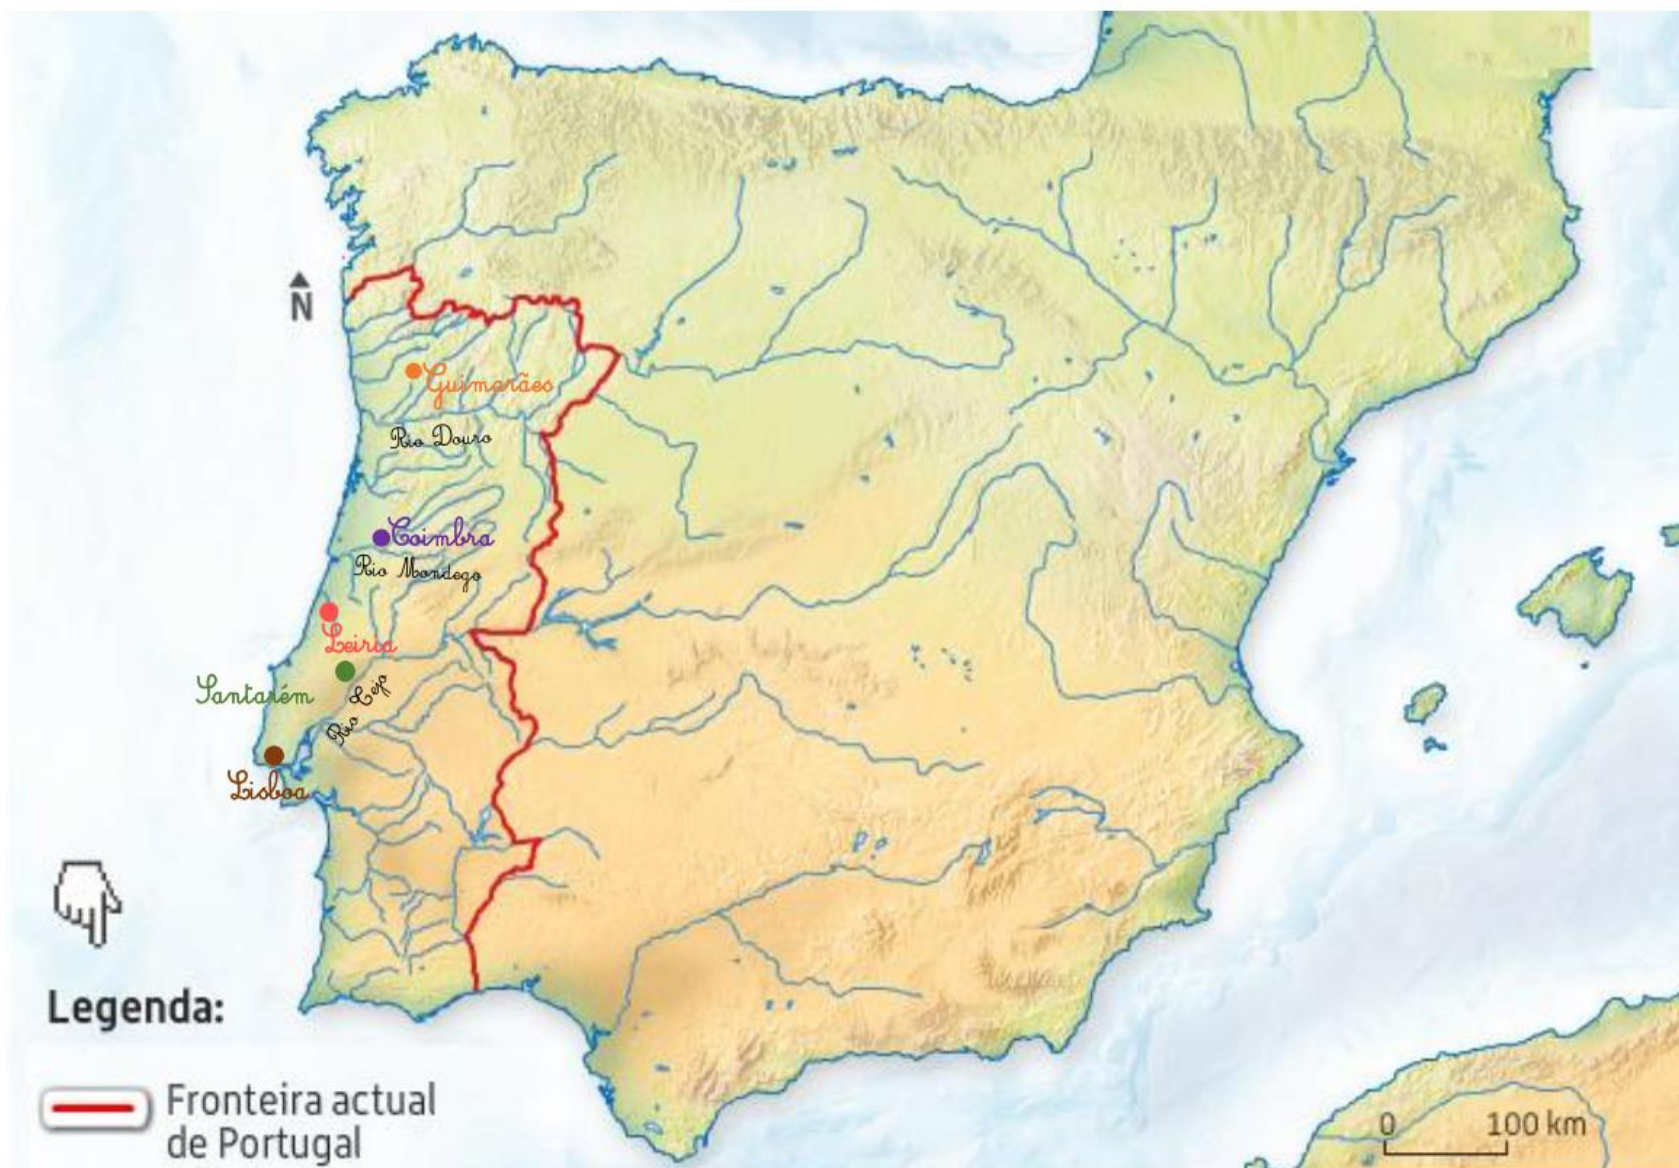 N
Guimarães
Rio Douro
Coimbra
Rio Mondego
Leiria
Santarém
Rio Tejo
Lisboa
Legenda:
Fronteira actual
de Portugal
0 100 km